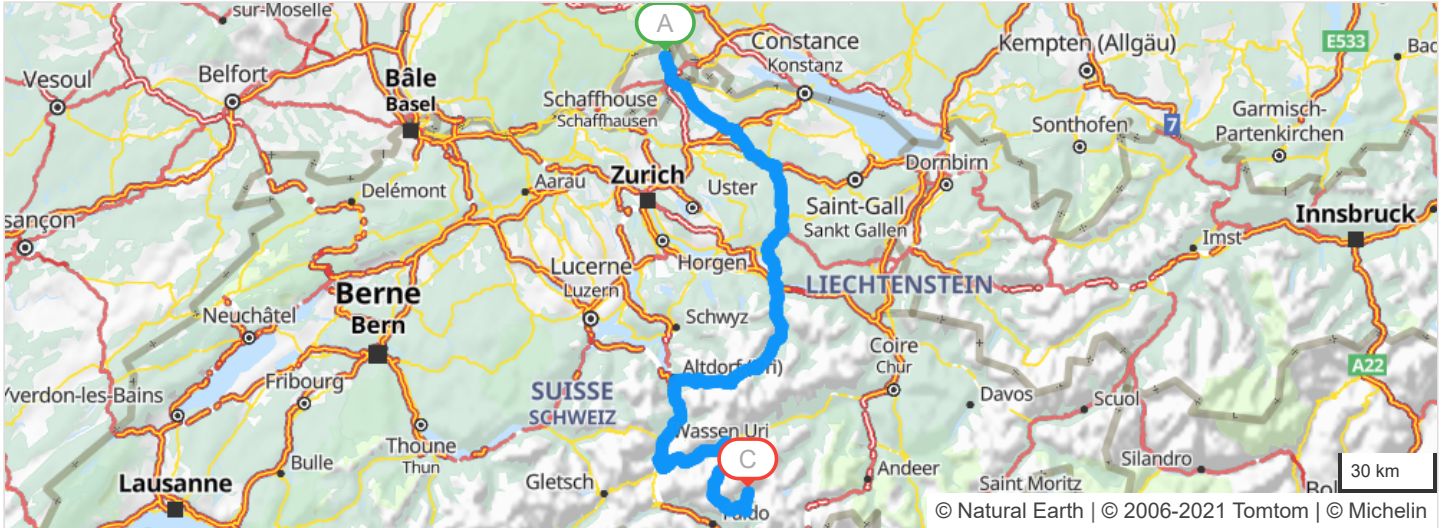 sur-Moselle
A
Constance
Konstanz
Kempten (Allgäu)
E533
Vesoul
Belfort
Bâle
Basel
Schaffhouse
Schaffhausen
Garmisch-
Partenkirchen
Sonthofen
7
Dornbirn
Delémont
Aarau
Zurich
Uster
Saint-Gall
Sankt Gallen
Innsbruck
Imst
Horgen
Lucerne
Luzern
LIECHTENSTEIN
Berne
Bern
Neuchâtel
Schwyz
Altdorf
Coire
Chur
A22
Yverdon-les-Bains
Fribourg
SUISSE
SCHWEIZ
Davos
Scuol
Wassen Uri
C
Thoune
Thun
Bulle
Lausanne
Gletsch
Andeer
Saint Moritz
Silandro
30 km
© Natural Earth | © 2006-2021 Tomtom | © Michelin